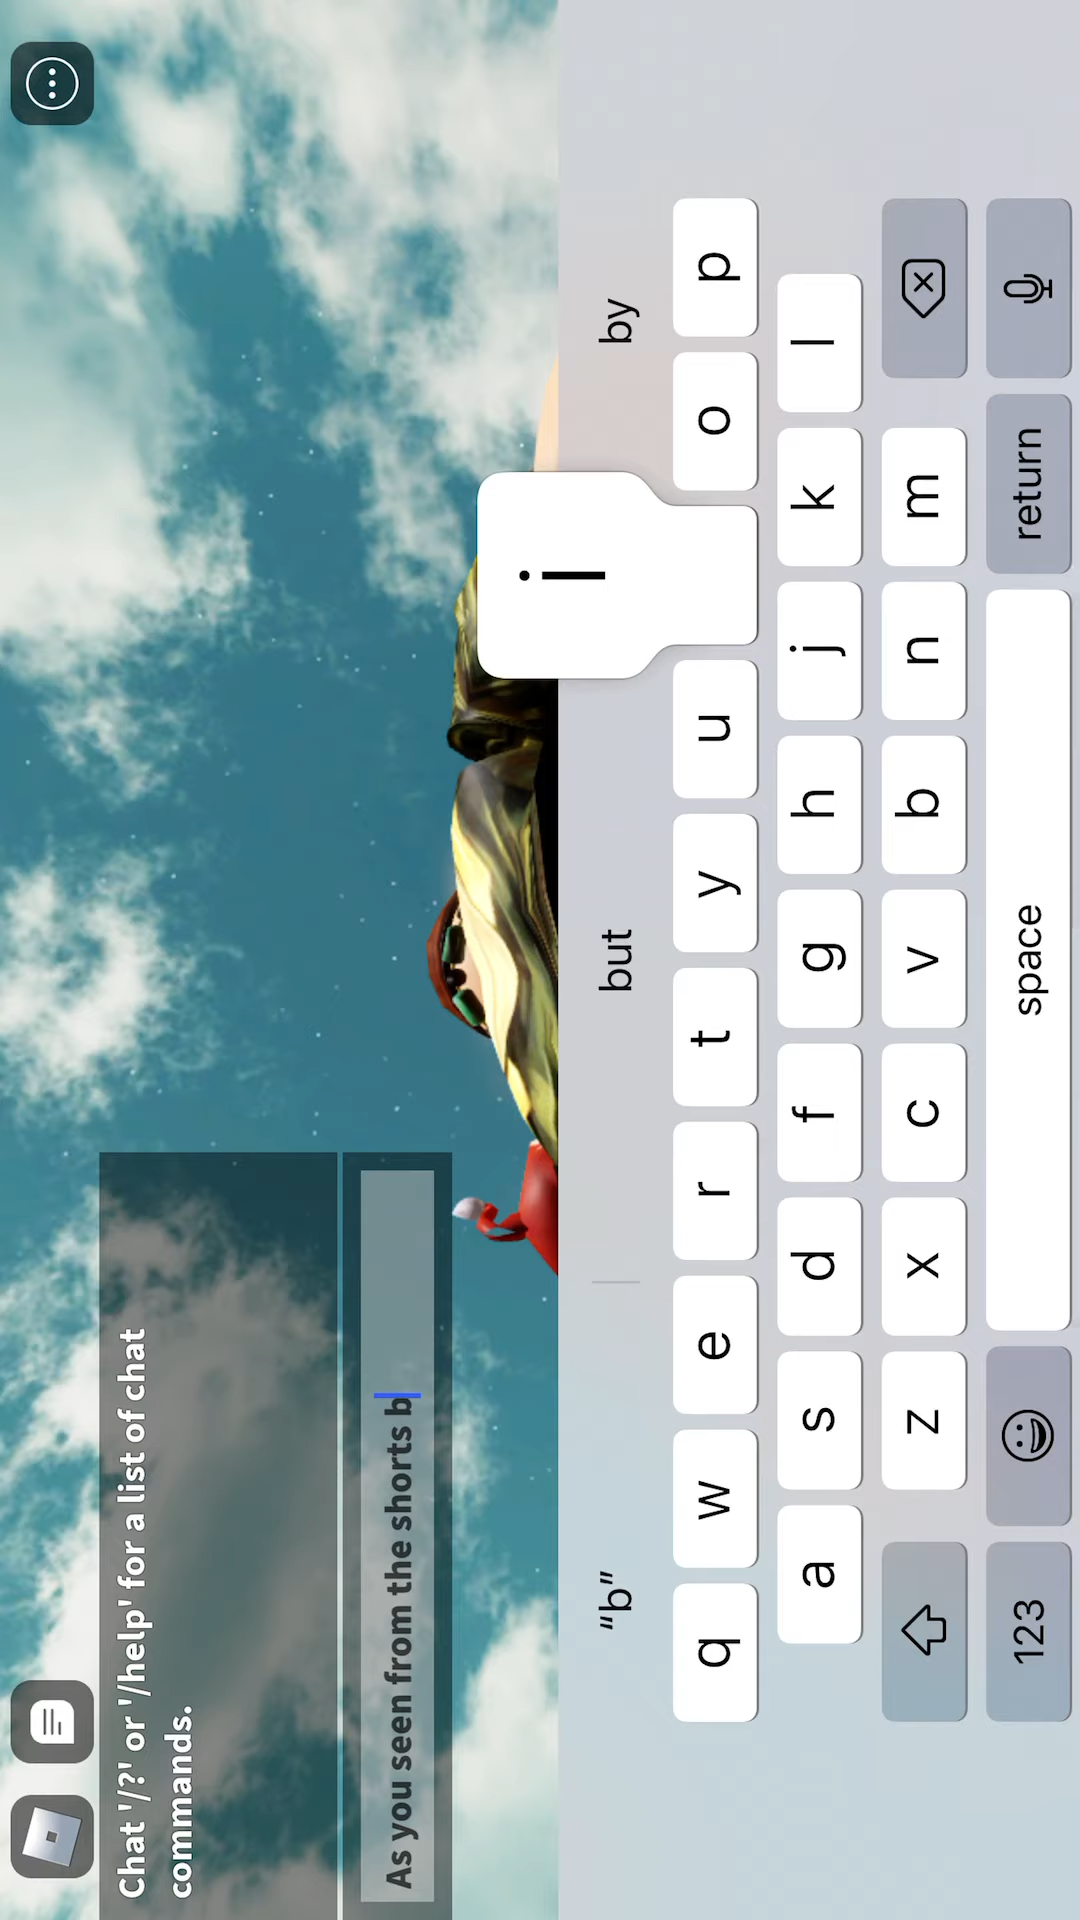 Chat '/?' or '/help' for a list of chat
commands.
As you seen from the shorts b
“b” but by
q w e r t y u i o p
a s d f g h j k l
z x c v b n m
123 space return